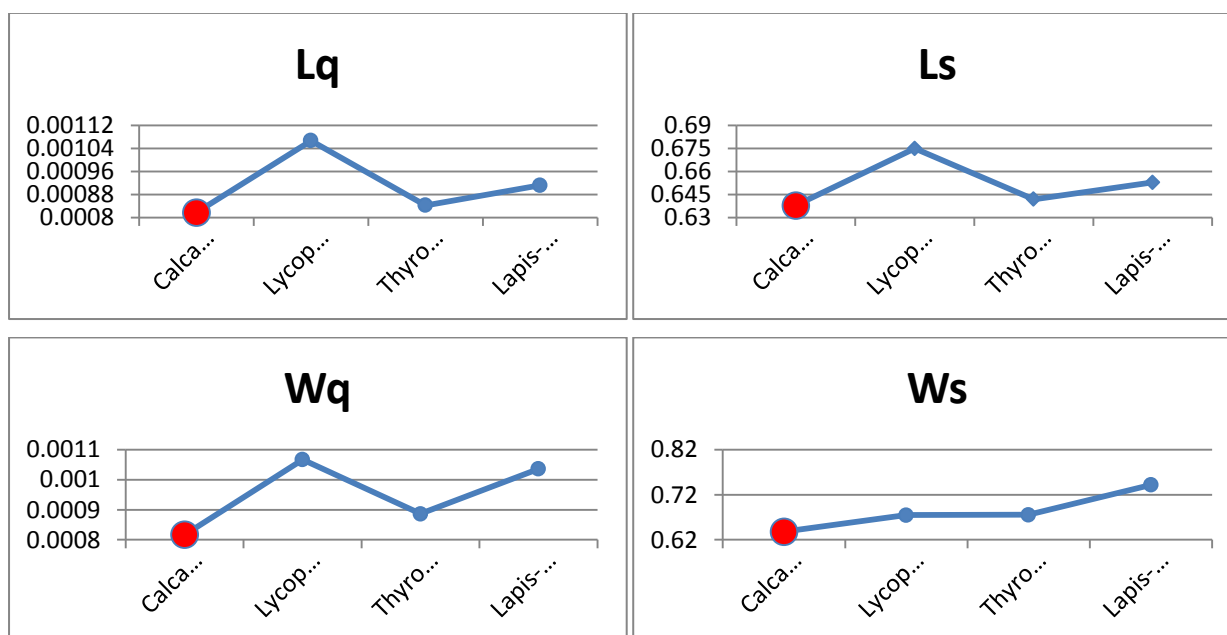 Lq
0.00112
0.00104
0.00096
0.00088
0.0008
Calca...
Lycop...
Thyro...
Lapis-...
Ls
0.69
0.675
0.66
0.645
0.63
Calca...
Lycop...
Thyro...
Lapis-...
Wq
0.0011
0.001
0.0009
0.0008
Calca...
Lycop...
Thyro...
Lapis-...
Ws
0.82
0.72
0.62
Calca...
Lycop...
Thyro...
Lapis-...